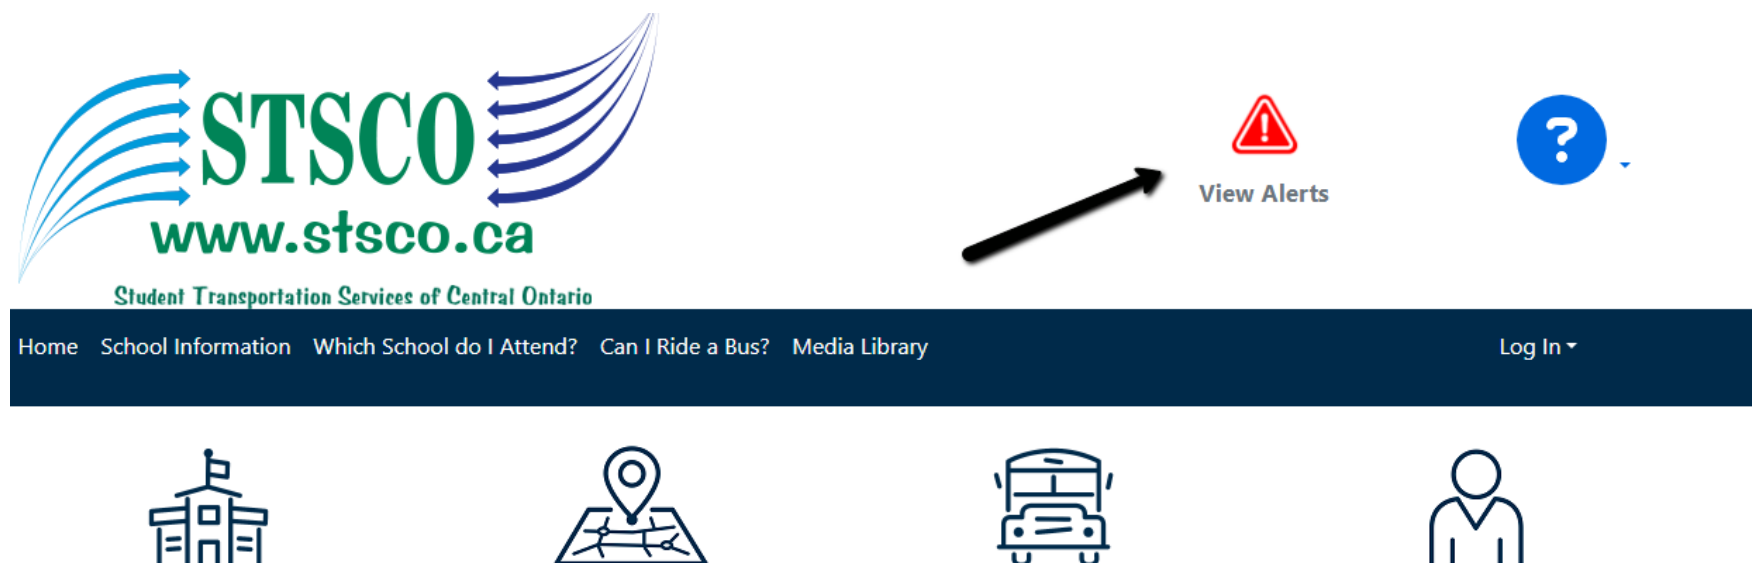 STSCO
www.stsco.ca
Student Transportation Services of Central Ontario
View Alerts
?
Home School Information Which School do I Attend? Can I Ride a Bus? Media Library Log In